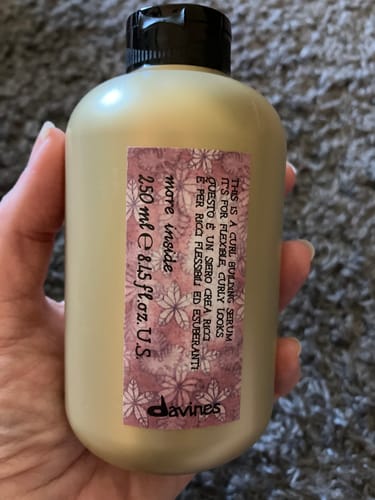 THIS IS A CURL BUILDING SERUM
IT'S FOR FLEXIBLE, CURLY LOOKS
QUESTO È UN SIERO CREA RICCI
È PER RICCI FLESSIBILI ED ESUBERANTI
more inside
250 ml ℮ 8.45 fl.oz. U.S.
davines